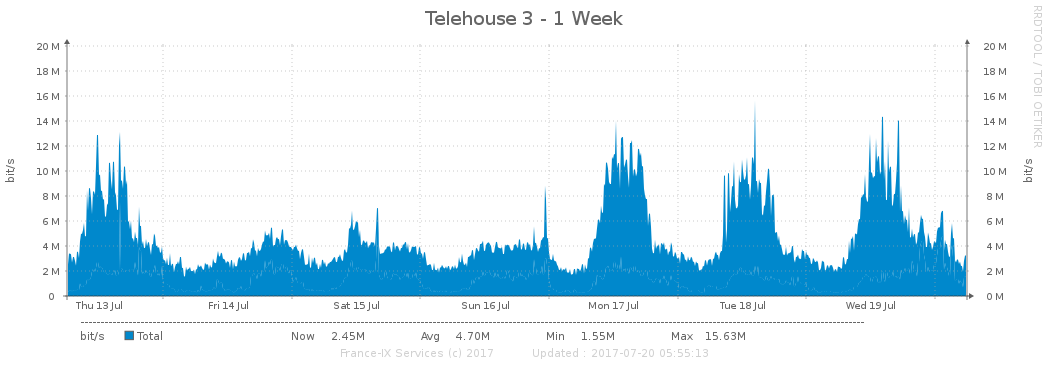 Telehouse 3 - 1 Week
RRDTOOL / TOBI OETIKER
bit/s
bit/s
20 M 20 M
18 M 18 M
16 M 16 M
14 M 14 M
12 M 12 M
10 M 10 M
8 M 8 M
6 M 6 M
4 M 4 M
2 M 2 M
0 0 M
Thu 13 Jul Fri 14 Jul Sat 15 Jul Sun 16 Jul Mon 17 Jul Tue 18 Jul Wed 19 Jul
bit/s Total Now 2.45M Avg 4.70M Min 1.55M Max 15.63M
France-IX Services (c) 2017 Updated : 2017-07-20 05:55:13